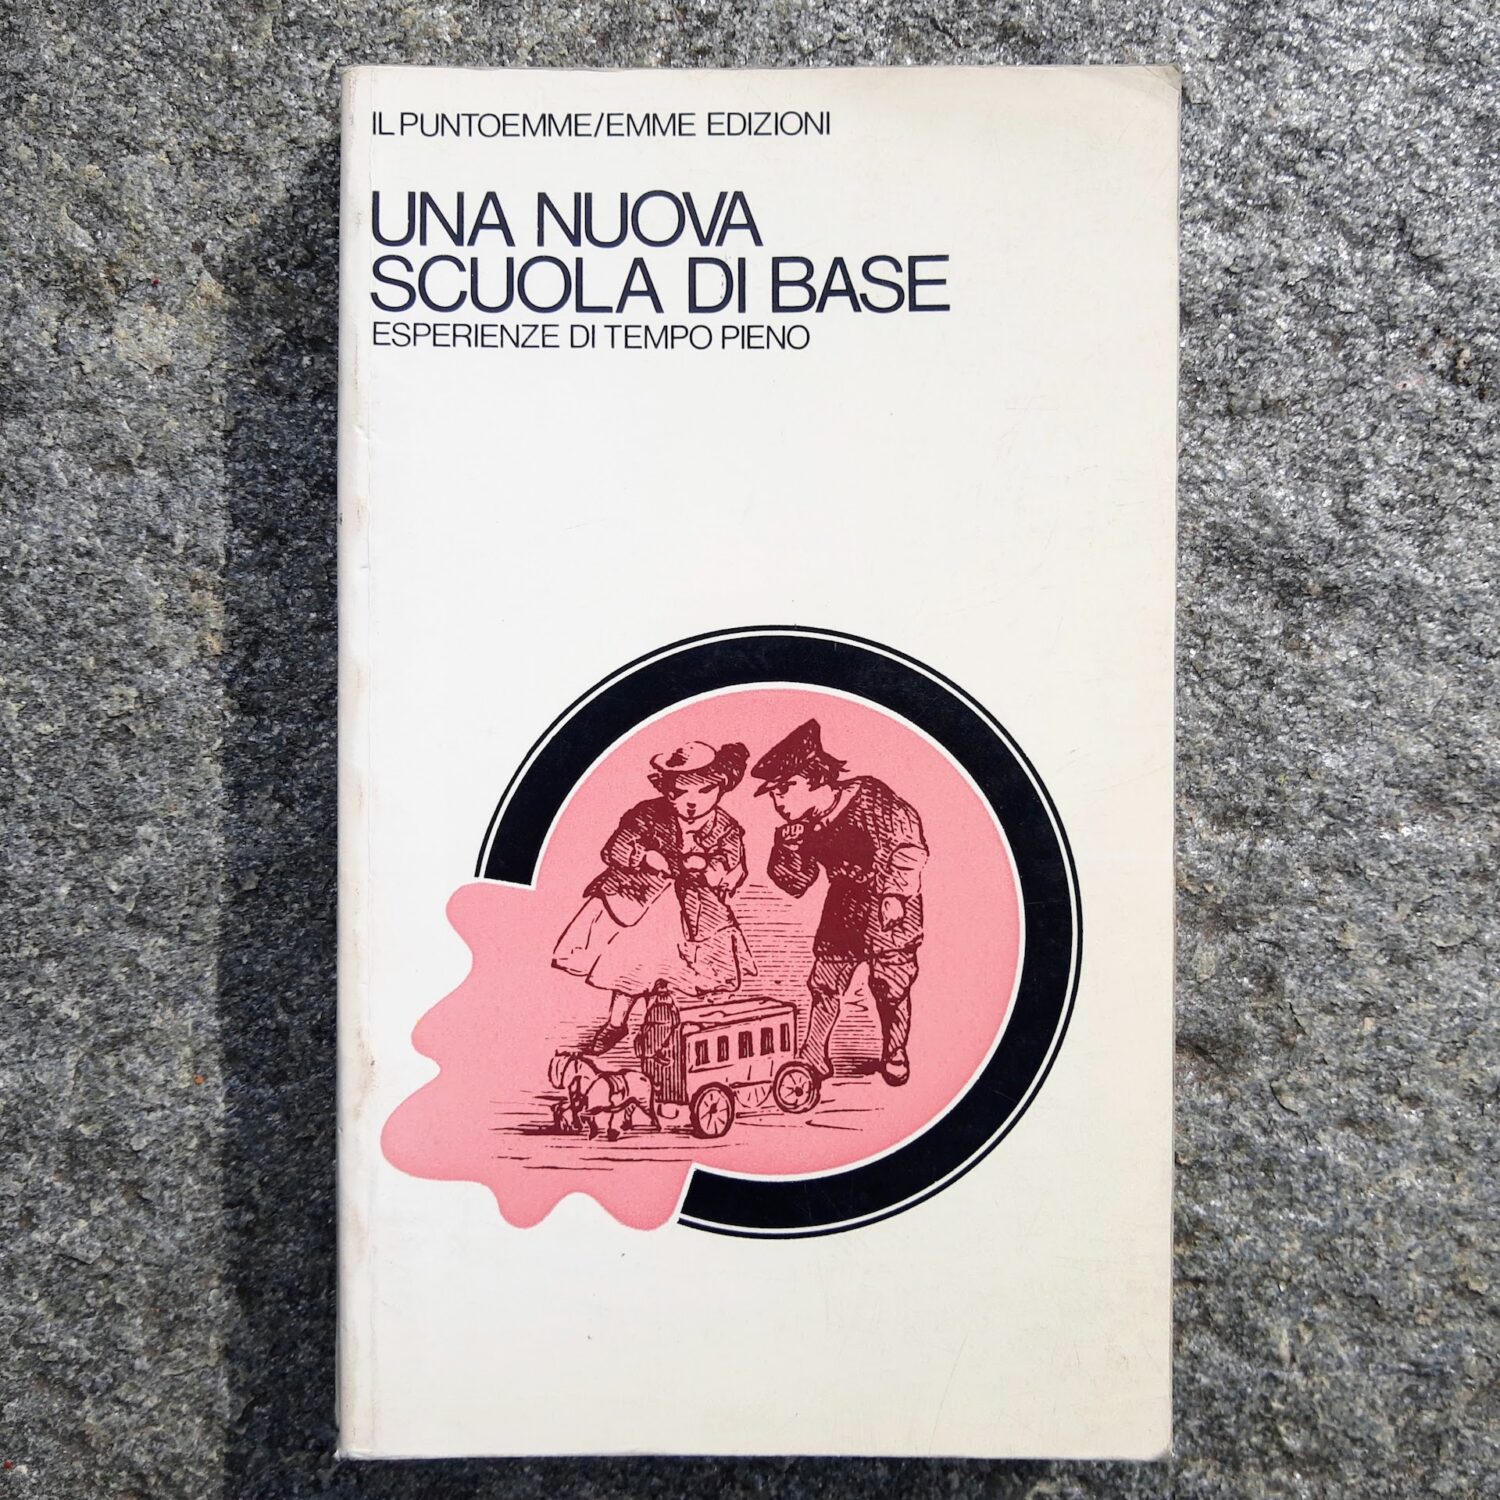 IL PUNTOEMME/EMME EDIZIONI
UNA NUOVA
SCUOLA DI BASE
ESPERIENZE DI TEMPO PIENO